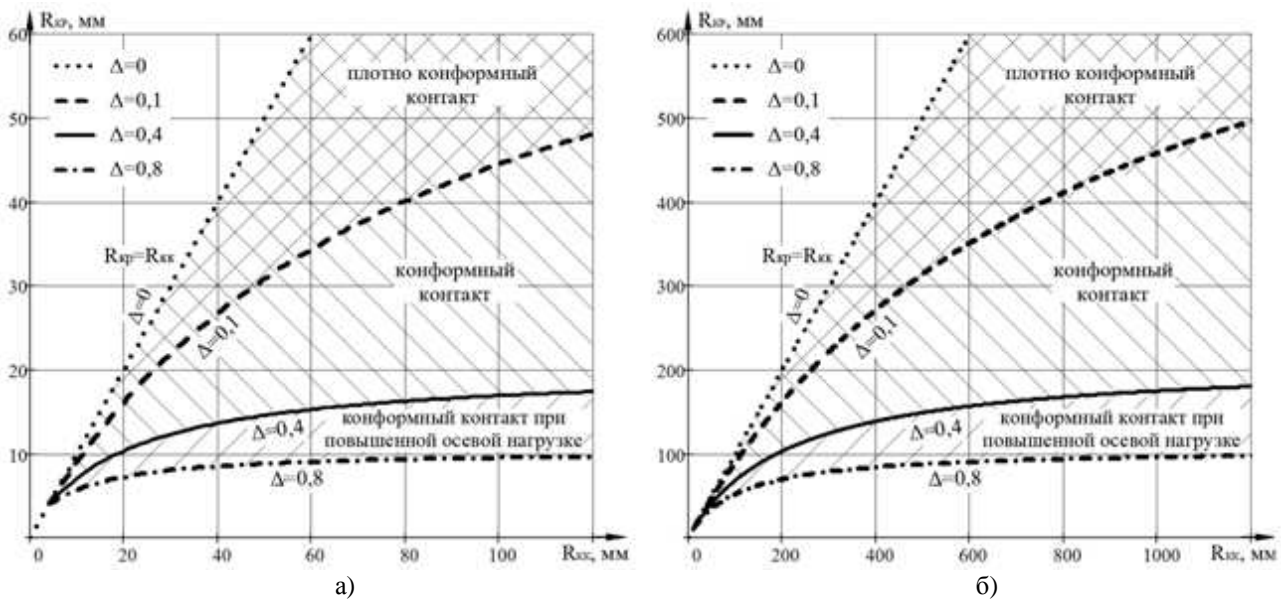 Rкр, мм
60
50
40
30
20
10
Δ=0
Δ=0,1
Δ=0,4
Δ=0,8
плотно конформный
контакт
Rкр=Rкк
Δ=0
Δ=0,1
конформный
контакт
Δ=0,4
конформный контакт при
повышенной осевой нагрузке
Δ=0,8
0 20 40 60 80 100 Rкк, мм
а)
Rкр, мм
600
500
400
300
200
100
Δ=0
Δ=0,1
Δ=0,4
Δ=0,8
плотно конформный
контакт
Rкр=Rкк
Δ=0
Δ=0,1
конформный
контакт
Δ=0,4
конформный контакт при
повышенной осевой нагрузке
Δ=0,8
0 200 400 600 800 1000 Rкк, мм
б)